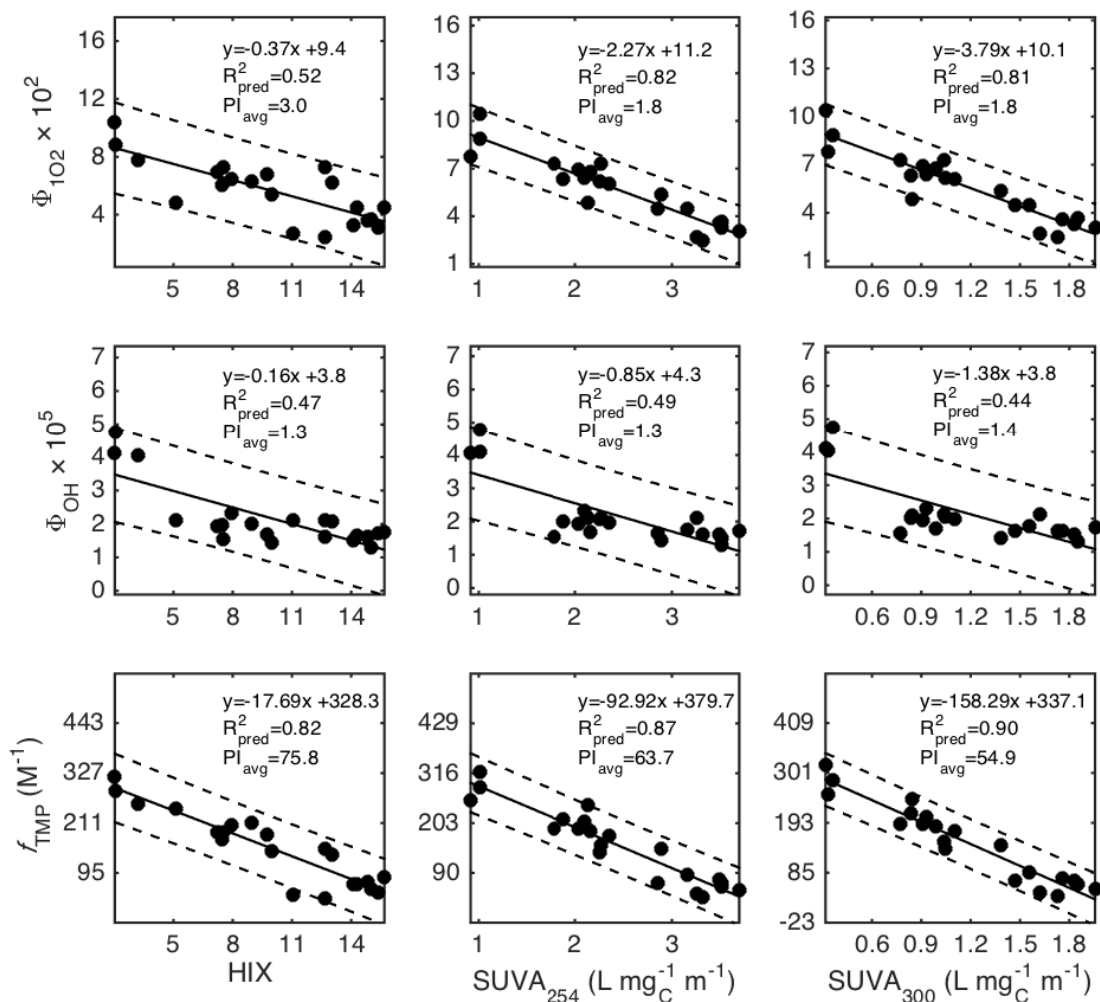 Φ1O2 × 10²
16
12
8
4
5
8
11
14
y=-0.37x +9.4
R²pred=0.52
PIavg=3.0
16
13
10
7
4
1
1
2
3
y=-2.27x +11.2
R²pred=0.82
PIavg=1.8
16
13
10
7
4
1
0.6
0.9
1.2
1.5
1.8
y=-3.79x +10.1
R²pred=0.81
PIavg=1.8
ΦOH × 10⁵
7
6
5
4
3
2
1
0
5
8
11
14
y=-0.16x +3.8
R²pred=0.47
PIavg=1.3
7
6
5
4
3
2
1
0
1
2
3
y=-0.85x +4.3
R²pred=0.49
PIavg=1.3
7
6
5
4
3
2
1
0
0.6
0.9
1.2
1.5
1.8
y=-1.38x +3.8
R²pred=0.44
PIavg=1.4
fTMP (M⁻¹)
443
327
211
95
5
8
11
14
y=-17.69x +328.3
R²pred=0.82
PIavg=75.8
HIX
429
316
203
90
1
2
3
y=-92.92x +379.7
R²pred=0.87
PIavg=63.7
SUVA254 (L mgC⁻¹ m⁻¹)
409
301
193
85
-23
0.6
0.9
1.2
1.5
1.8
y=-158.29x +337.1
R²pred=0.90
PIavg=54.9
SUVA300 (L mgC⁻¹ m⁻¹)